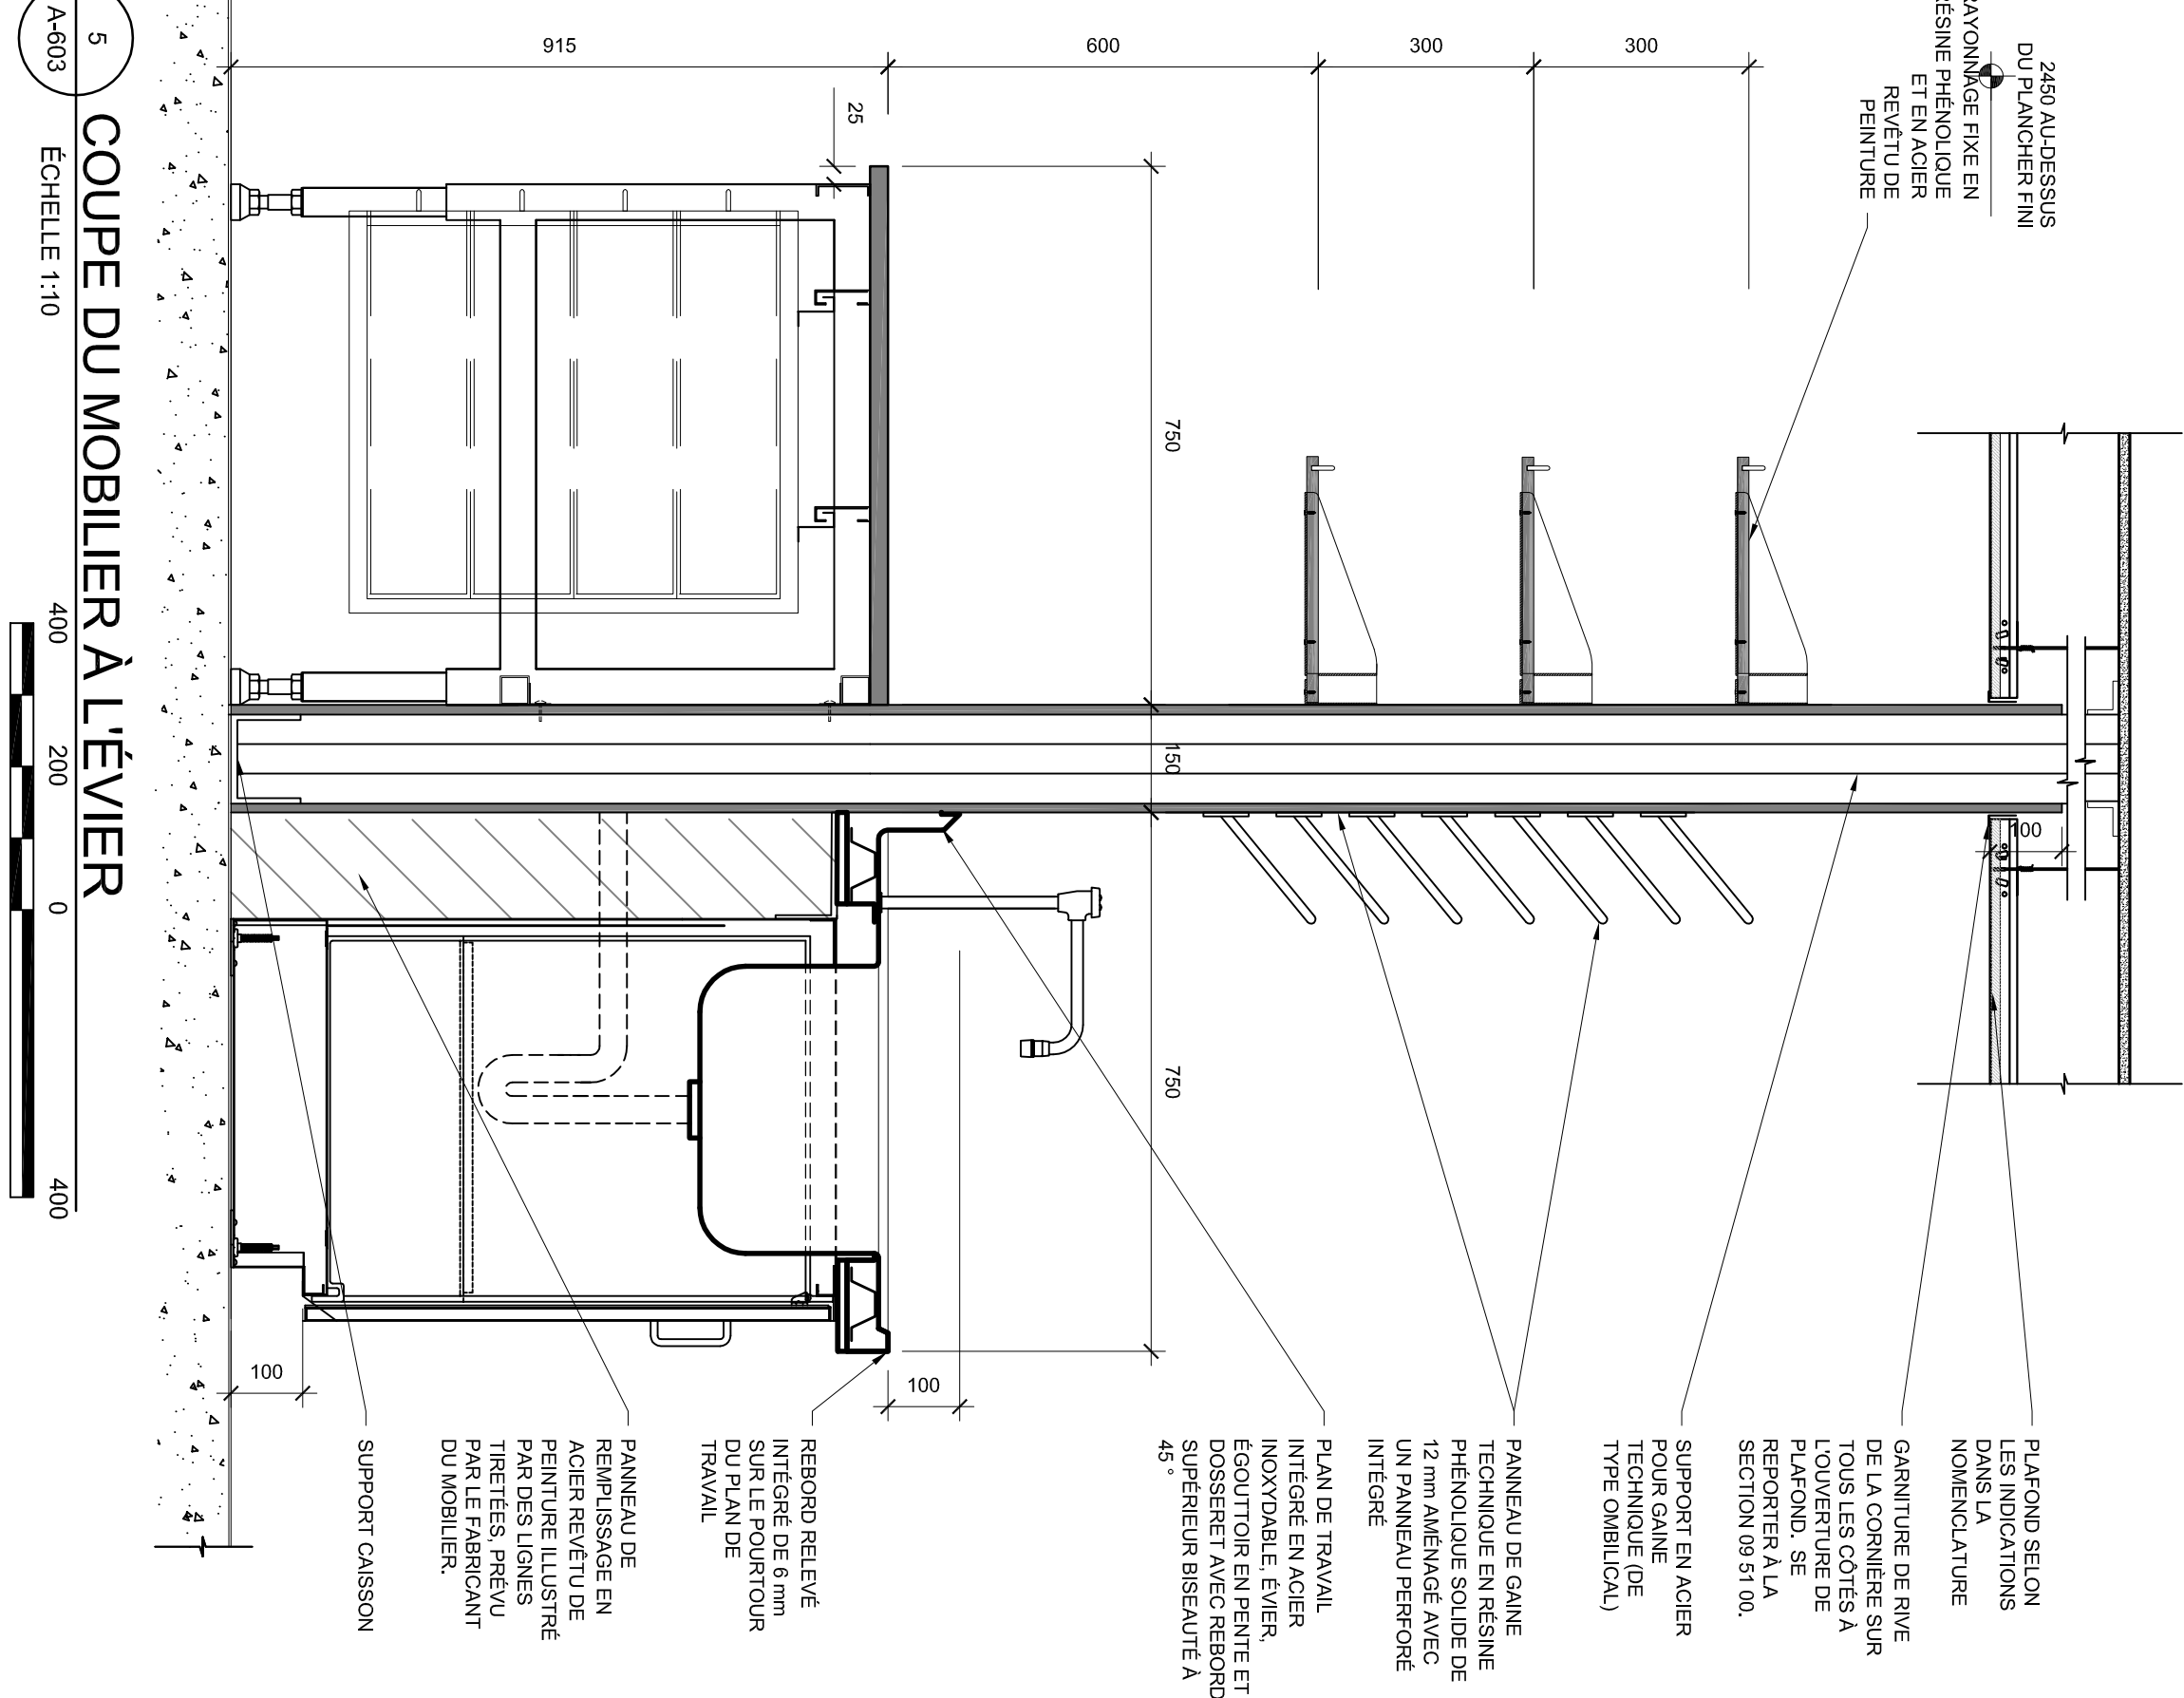 2450 AU-DESSUS
DU PLANCHER FINI
RAYONNAGE FIXE EN
RÉSINE PHÉNOLIQUE
ET EN ACIER
REVÊTU DE
PEINTURE
300
300
600
915
25
750
150
750
100
100
100
PLAFOND SELON
LES INDICATIONS
DANS LA
NOMENCLATURE
GARNITURE DE RIVE
DE LA CORNIÈRE SUR
TOUS LES CÔTÉS À
L'OUVERTURE DE
PLAFOND. SE
REPORTER À LA
SECTION 09 51 00.
SUPPORT EN ACIER
POUR GAINE
TECHNIQUE (DE
TYPE OMBILICAL)
PANNEAU DE GAINE
TECHNIQUE EN RÉSINE
PHÉNOLIQUE SOLIDE DE
12 mm AMÉNAGÉ AVEC
UN PANNEAU PERFORÉ
INTÉGRÉ
PLAN DE TRAVAIL
INTÉGRÉ EN ACIER
INOXYDABLE, ÉVIER,
ÉGOUTTOIR EN PENTE ET
DOSSERET AVEC REBORD
SUPÉRIEUR BISEAUTÉ À
45 °
REBORD RELEVÉ
INTÉGRÉ DE 6 mm
SUR LE POURTOUR
DU PLAN DE
TRAVAIL
PANNEAU DE
REMPLISSAGE EN
ACIER REVÊTU DE
PEINTURE ILLUSTRÉ
PAR DES LIGNES
TIRETÉES, PRÉVU
PAR LE FABRICANT
DU MOBILIER.
SUPPORT CAISSON
5
A-603
COUPE DU MOBILIER À L'ÉVIER
ÉCHELLE 1:10
400 200 0 400